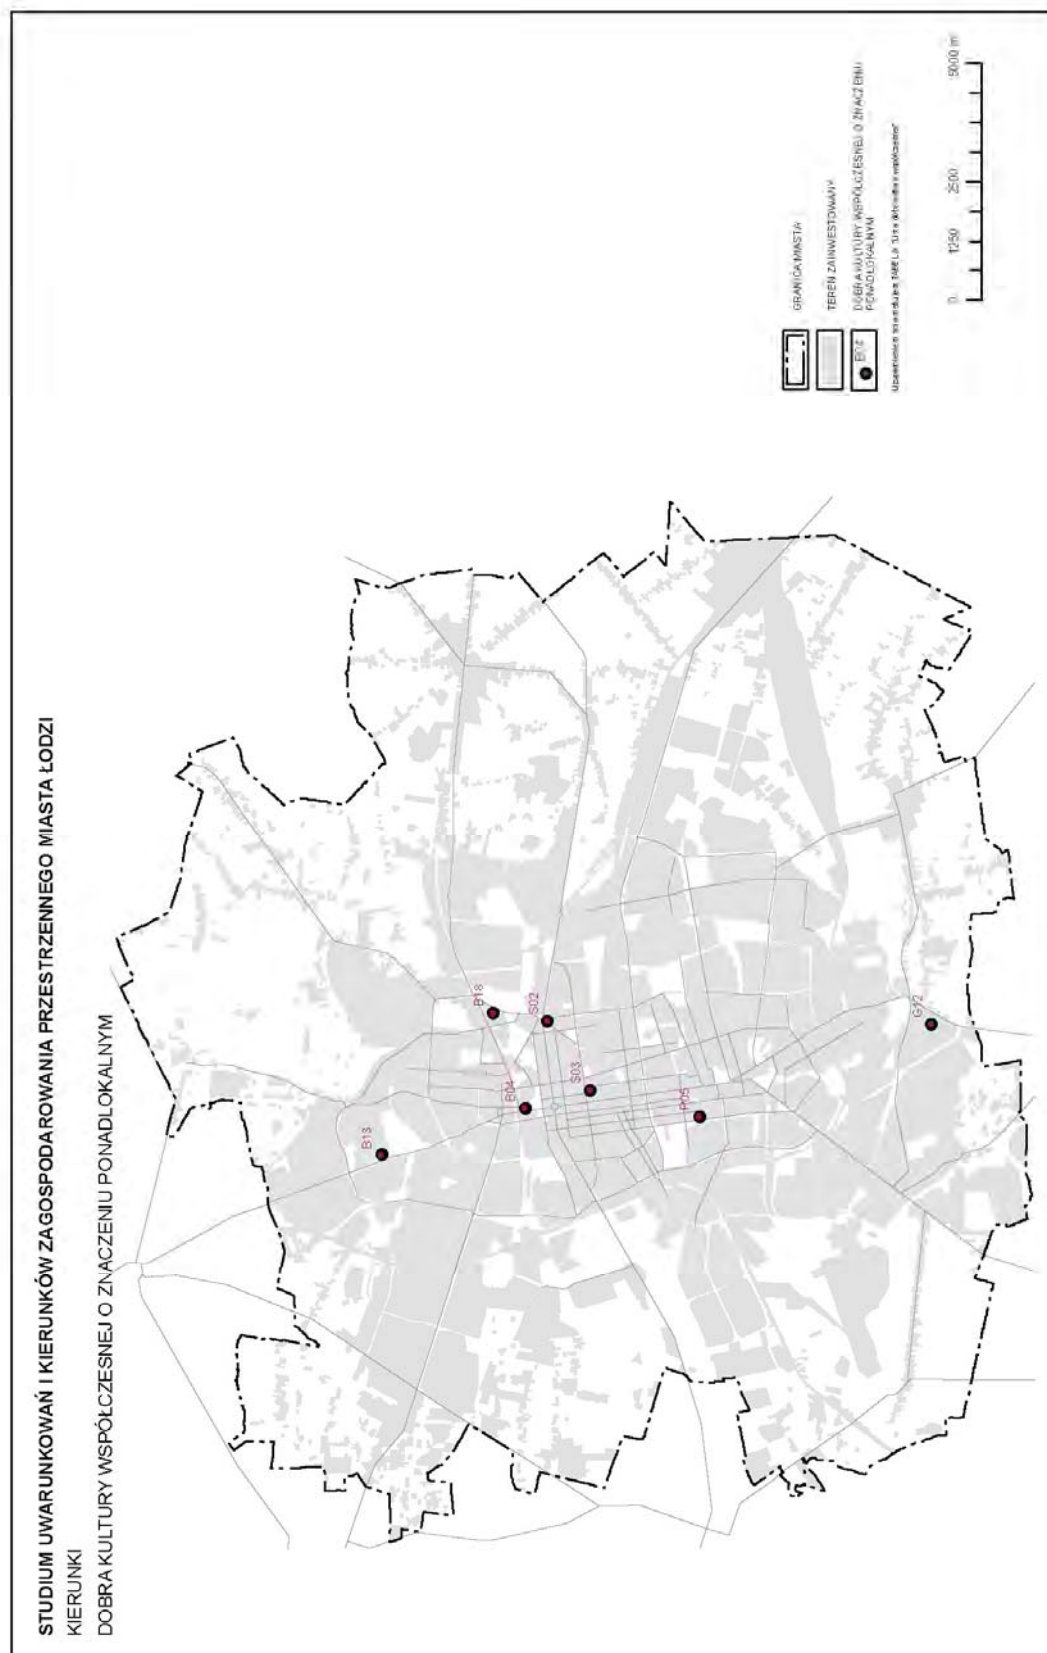 STUDIUM UWARUNKOWAŃ I KIERUNKÓW ZAGOSPODAROWANIA PRZESTRZENNEGO MIASTA ŁODZI
KIERUNKI
DOBRA KULTURY WSPÓŁCZESNEJ O ZNACZENIU PONADLOKALNYM
B13
B04
B18
S02
S03
P05
G12
GRANICA MIASTA
TEREN ZAINWESTOWANY
B04
DOBRA KULTURY WSPÓŁCZESNEJ O ZNACZENIU
PONADLOKALNYM
0 1250 2500 5000 m